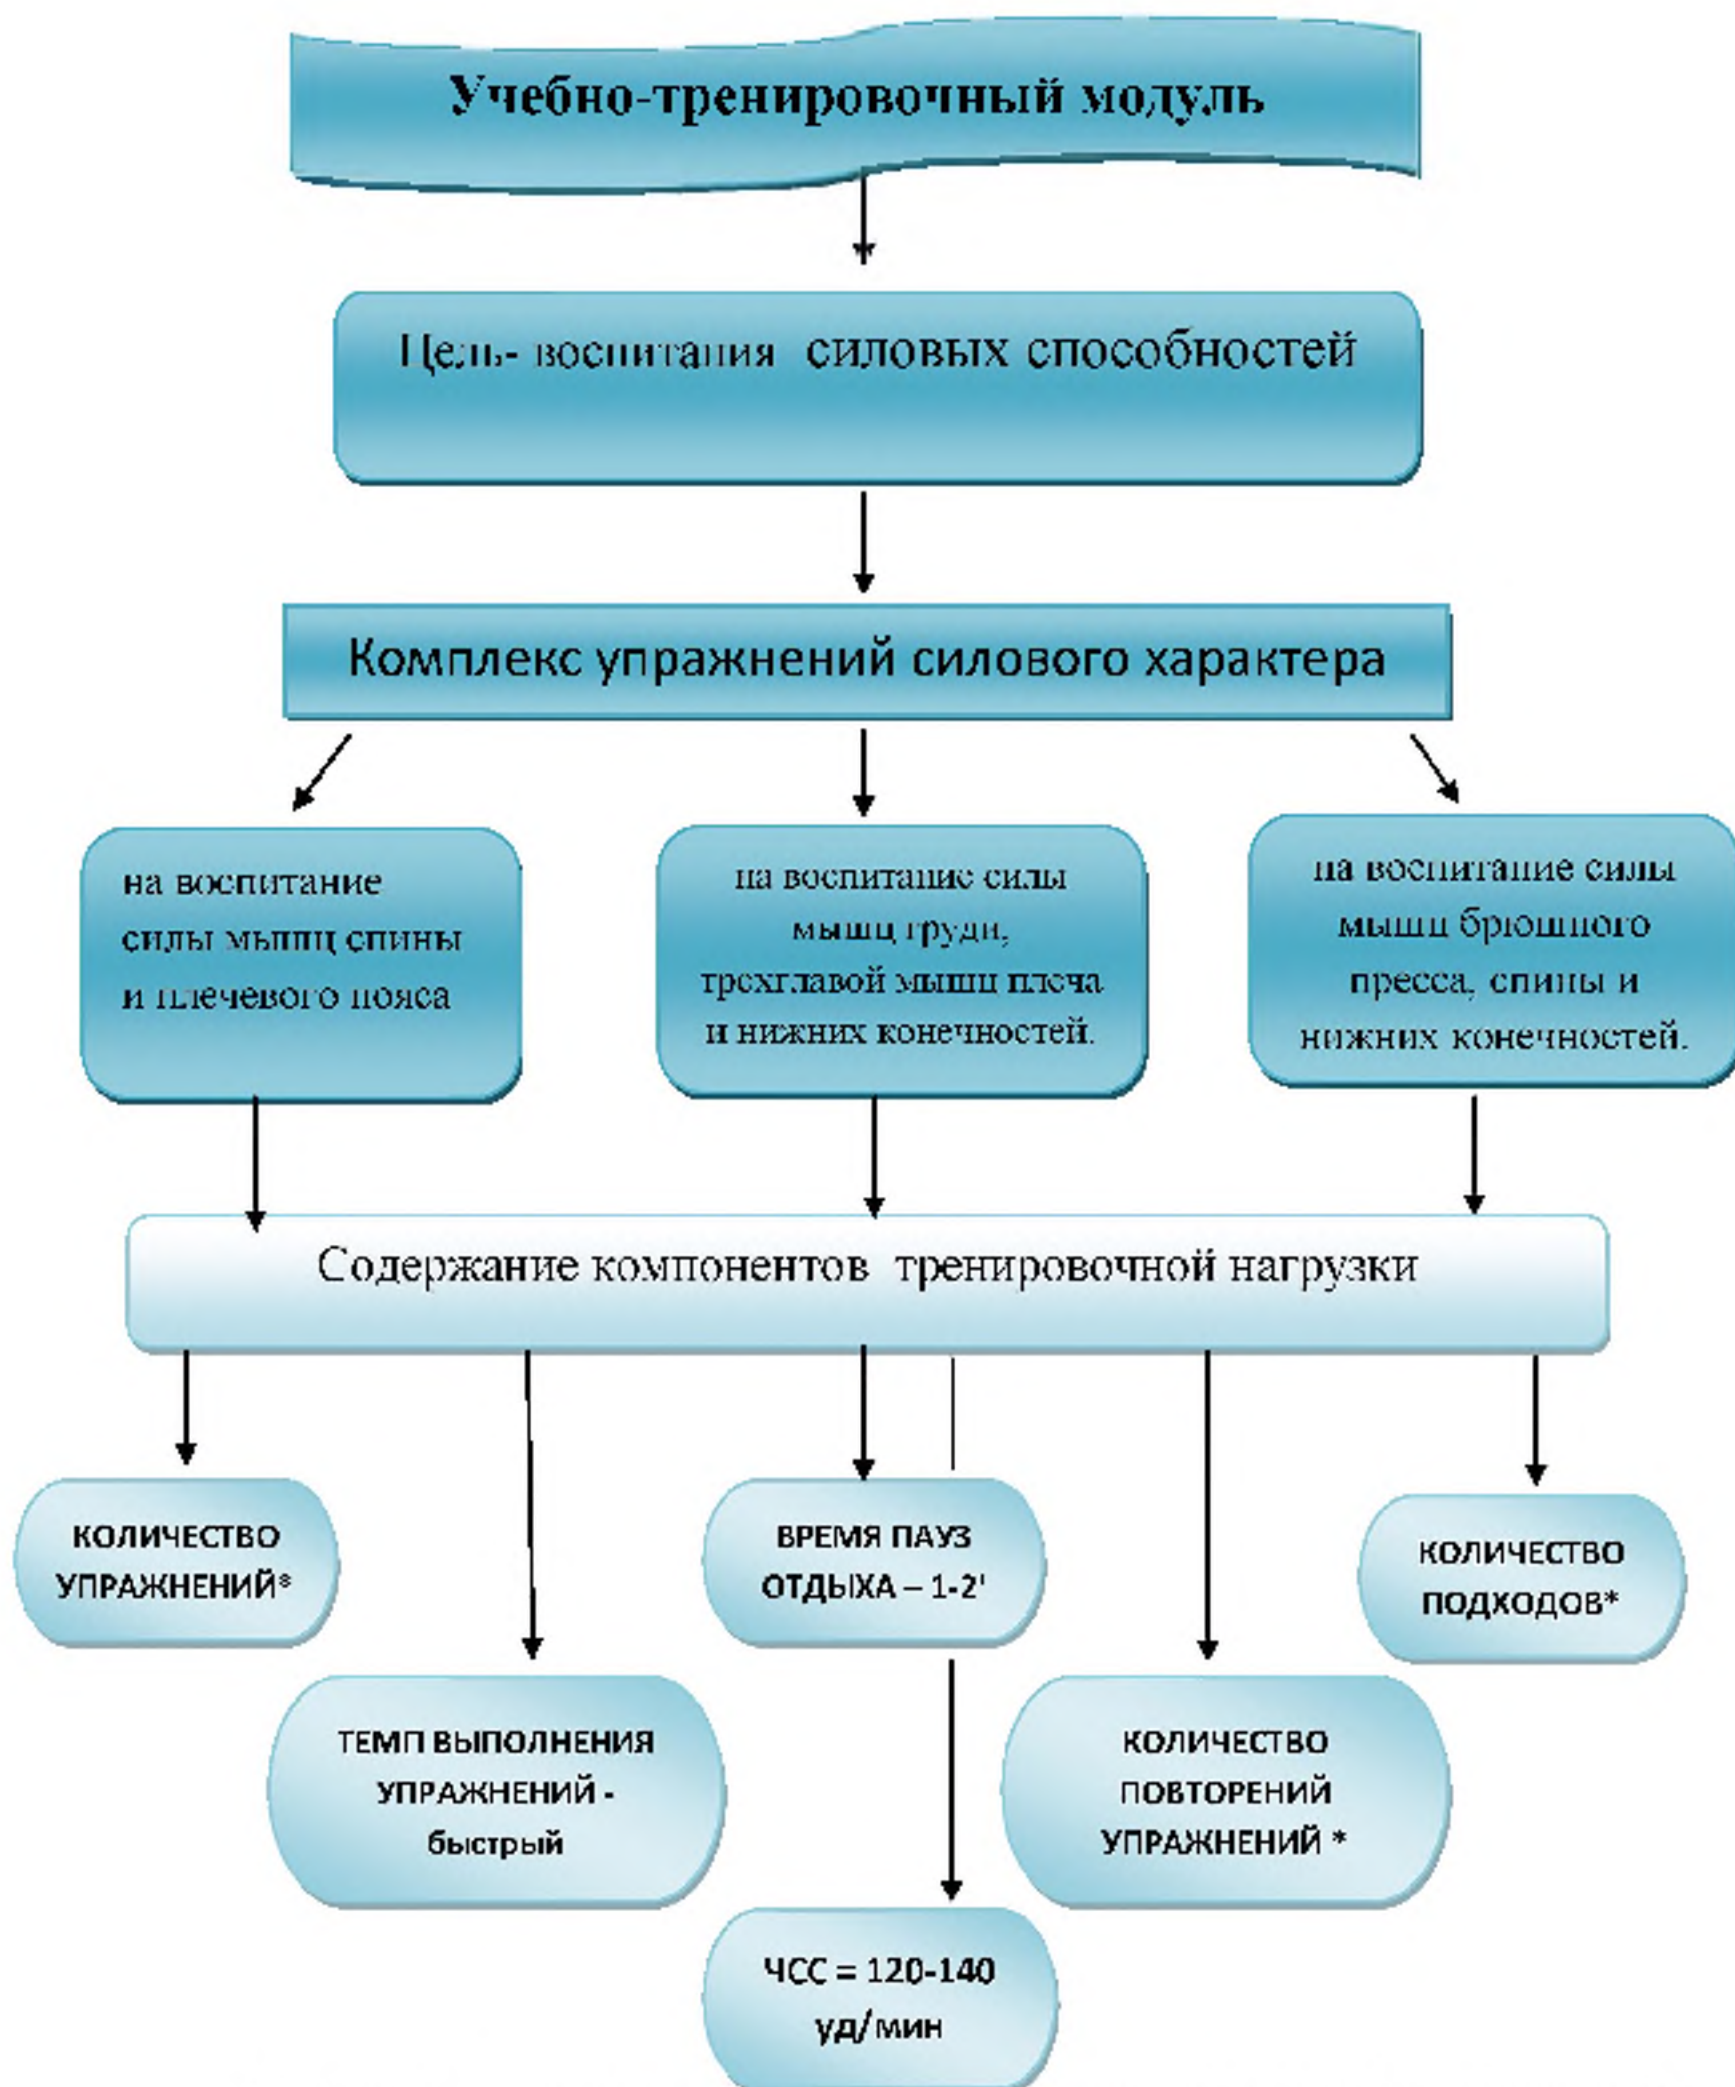 Учебно-тренировочный модуль
Цель- воспитания силовых способностей
Комплекс упражнений силового характера
на воспитание
силы мышц спины
и плечевого пояса
на воспитание силы
мышц груди,
трехглавой мышц плеча
и нижних конечностей.
на воспитание силы
мышц брюшного
пресса, спины и
нижних конечностей.
Содержание компонентов тренировочной нагрузки
КОЛИЧЕСТВО
УПРАЖНЕНИЙ*
ВРЕМЯ ПАУЗ
ОТДЫХА – 1-2'
КОЛИЧЕСТВО
ПОДХОДОВ*
ТЕМП ВЫПОЛНЕНИЯ
УПРАЖНЕНИЙ -
быстрый
КОЛИЧЕСТВО
ПОВТОРЕНИЙ
УПРАЖНЕНИЙ *
ЧСС = 120-140
уд/мин